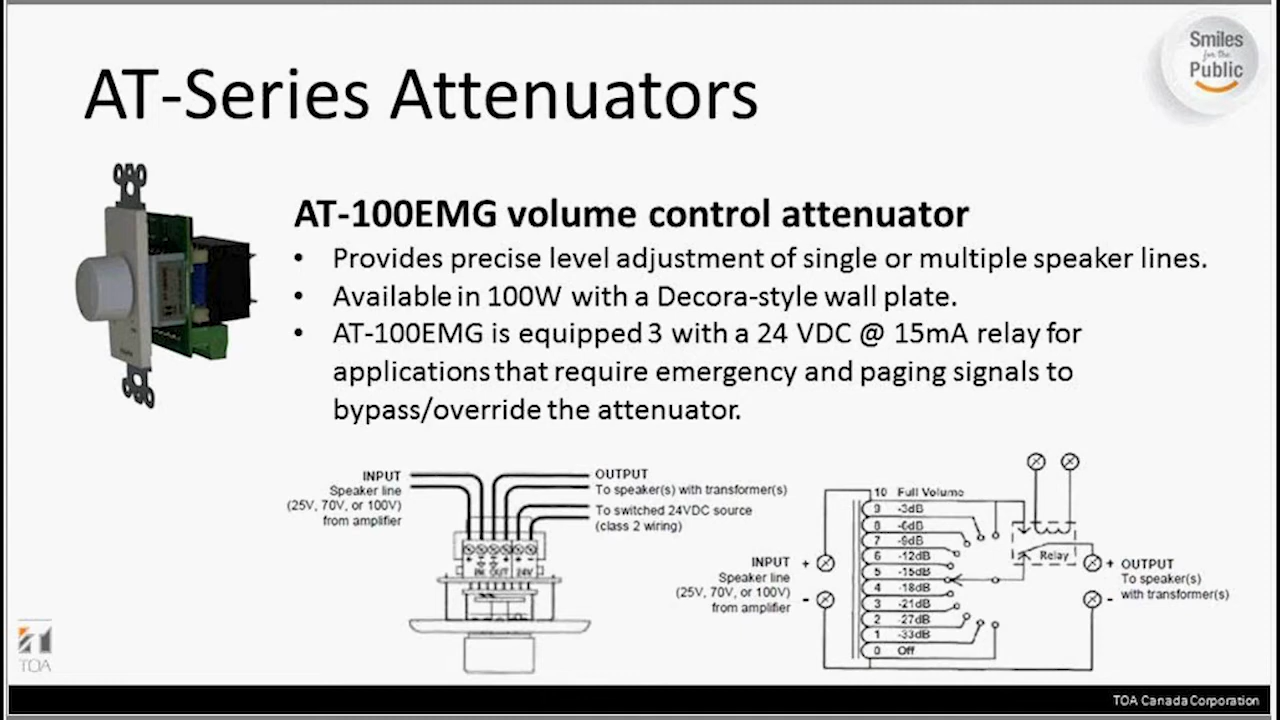 Smiles
for the
Public
AT-Series Attenuators
AT-100EMG volume control attenuator
• Provides precise level adjustment of single or multiple speaker lines.
• Available in 100W with a Decora-style wall plate.
• AT-100EMG is equipped 3 with a 24 VDC @ 15mA relay for
applications that require emergency and paging signals to
bypass/override the attenuator.
INPUT
Speaker line
(25V, 70V, or 100V)
from amplifier
OUTPUT
To speaker(s) with transformer(s)
To switched 24VDC source
(class 2 wiring)
IN OUT 24V
INPUT +
Speaker line
(25V, 70V, or 100V)
from amplifier -
10 Full Volume
9 -3dB
8 -6dB
7 -9dB
6 -12dB
5 -15dB
4 -18dB
3 -21dB
2 -27dB
1 -33dB
0 Off
Relay
+ OUTPUT
To speaker(s)
- with transformer(s)
TOA
TOA Canada Corporation